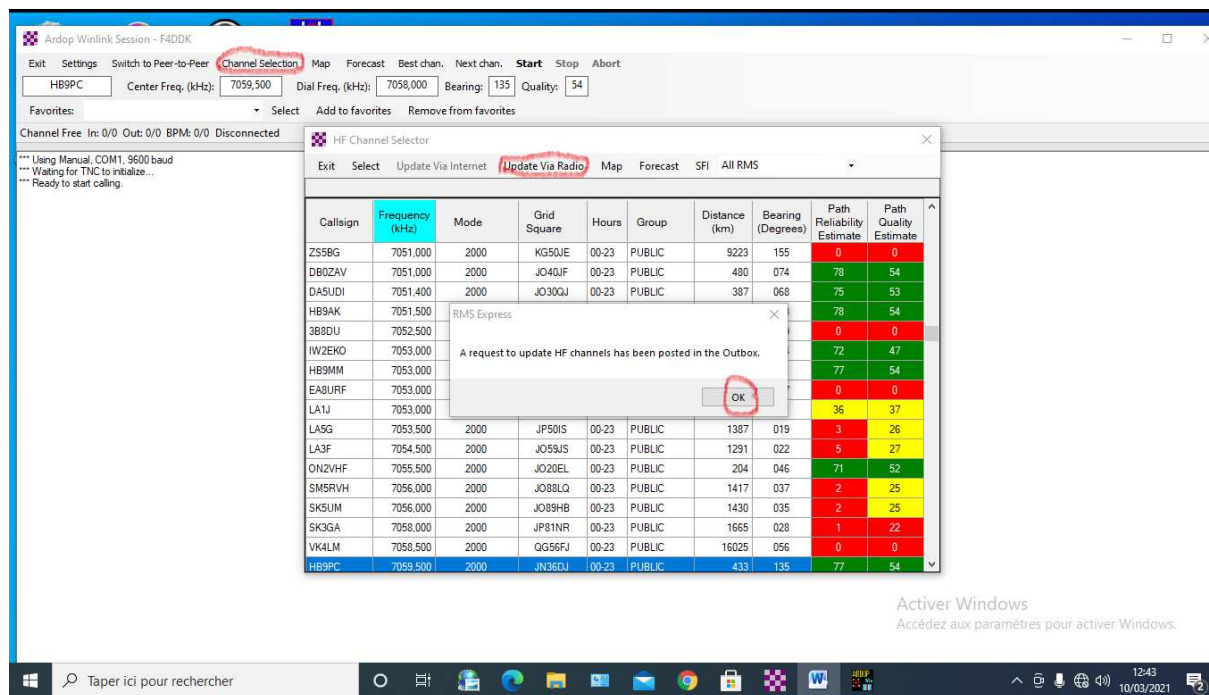 Ardop Winlink Session - F4DDK
Exit Settings Switch to Peer-to-Peer Channel Selection Map Forecast Best chan. Next chan. Start Stop Abort
HB9PC Center Freq. (kHz): 7059,500 Dial Freq. (kHz): 7058,000 Bearing: 135 Quality: 54
Favorites: Select Add to favorites Remove from favorites
Channel Free In: 0/0 Out: 0/0 BPM: 0/0 Disconnected
*** Using Manual, COM1, 9600 baud
*** Waiting for TNC to initialize...
*** Ready to start calling.
HF Channel Selector
Exit Select Update Via Internet Update Via Radio Map Forecast SFI All RMS
Callsign Frequency (kHz) Mode Grid Square Hours Group Distance (km) Bearing (Degrees) Path Reliability Estimate Path Quality Estimate
ZS5BG 7051,000 2000 KG50JE 00-23 PUBLIC 9223 155 0 0
DB0ZAV 7051,000 2000 JO40JF 00-23 PUBLIC 480 074 78 54
DA5UDI 7051,400 2000 JO30GJ 00-23 PUBLIC 387 068 75 53
HB9AK 7051,500 78 54
3B8DU 7052,500 0 0
IW2EKO 7053,000 72 47
HB9MM 7053,000 77 54
EA8URF 7053,000 0 0
LA1J 7053,000 36 37
RMS Express
A request to update HF channels has been posted in the Outbox.
OK
LA5G 7053,500 2000 JP50IS 00-23 PUBLIC 1387 019 3 26
LA3F 7054,500 2000 JO59JS 00-23 PUBLIC 1291 022 5 27
ON2VHF 7055,500 2000 JO20EL 00-23 PUBLIC 204 046 71 52
SM5RVH 7056,000 2000 JO88LQ 00-23 PUBLIC 1417 037 2 25
SK5UM 7056,000 2000 JO89HB 00-23 PUBLIC 1430 035 2 25
SK3GA 7058,000 2000 JP81NR 00-23 PUBLIC 1665 028 1 22
VK4LM 7058,500 2000 QG56FJ 00-23 PUBLIC 16025 056 0 0
HB9PC 7059,500 2000 JN36DJ 00-23 PUBLIC 433 135 77 54
Activer Windows
Accédez aux paramètres pour activer Windows.
Taper ici pour rechercher
12:43
10/03/2021